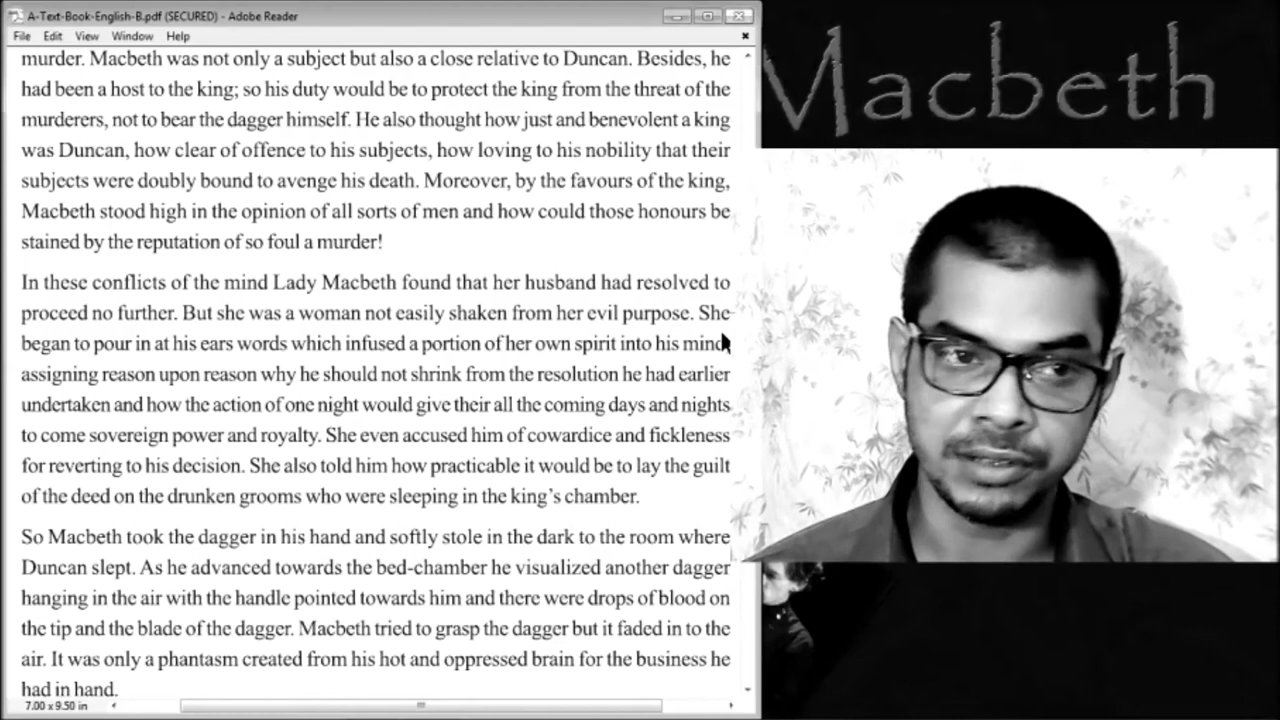 A-Text-Book-English-B.pdf (SECURED) - Adobe Reader
File Edit View Window Help
murder. Macbeth was not only a subject but also a close relative to Duncan. Besides, he
had been a host to the king; so his duty would be to protect the king from the threat of the
murderers, not to bear the dagger himself. He also thought how just and benevolent a king
was Duncan, how clear of offence to his subjects, how loving to his nobility that their
subjects were doubly bound to avenge his death. Moreover, by the favours of the king,
Macbeth stood high in the opinion of all sorts of men and how could those honours be
stained by the reputation of so foul a murder!
In these conflicts of the mind Lady Macbeth found that her husband had resolved to
proceed no further. But she was a woman not easily shaken from her evil purpose. She
began to pour in at his ears words which infused a portion of her own spirit into his mind,
assigning reason upon reason why he should not shrink from the resolution he had earlier
undertaken and how the action of one night would give their all the coming days and nights
to come sovereign power and royalty. She even accused him of cowardice and fickleness
for reverting to his decision. She also told him how practicable it would be to lay the guilt
of the deed on the drunken grooms who were sleeping in the king's chamber.
So Macbeth took the dagger in his hand and softly stole in the dark to the room where
Duncan slept. As he advanced towards the bed-chamber he visualized another dagger
hanging in the air with the handle pointed towards him and there were drops of blood on
the tip and the blade of the dagger. Macbeth tried to grasp the dagger but it faded in to the
air. It was only a phantasm created from his hot and oppressed brain for the business he
had in hand.
7.00 x 9.50 in
Macbeth